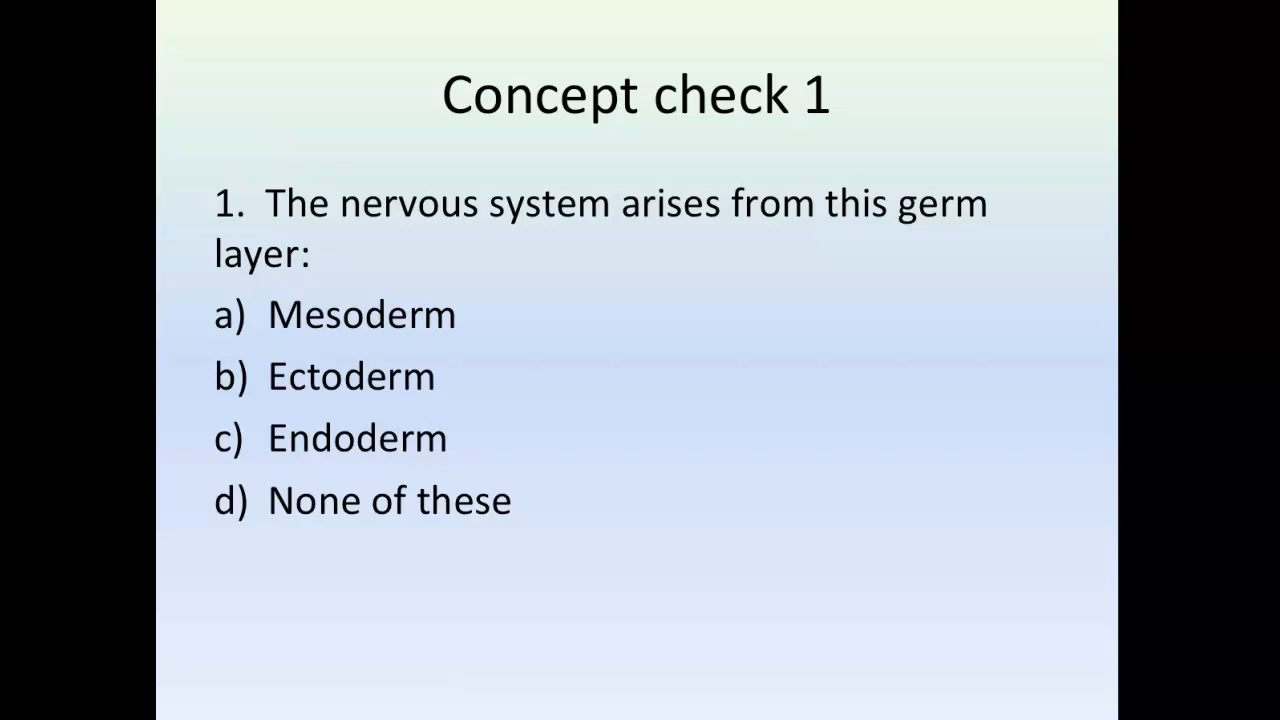 Concept check 1
1. The nervous system arises from this germ
layer:
a) Mesoderm
b) Ectoderm
c) Endoderm
d) None of these